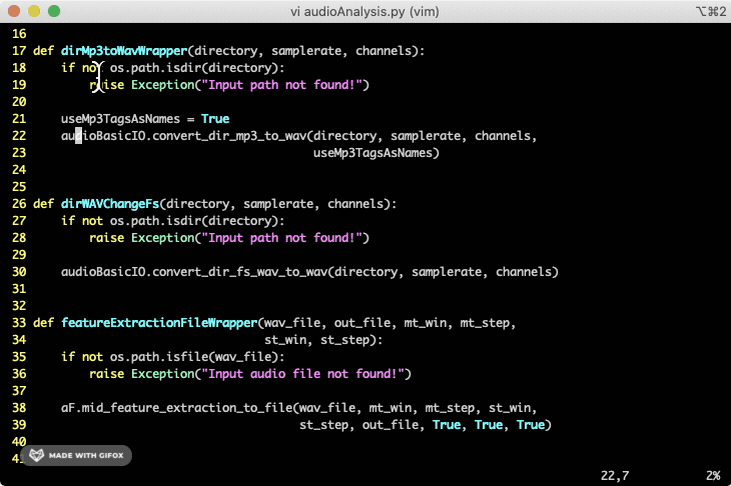 vi audioAnalysis.py (vim)
⌥⌘2
16
17 def dirMp3toWavWrapper(directory, samplerate, channels):
18     if not os.path.isdir(directory):
19         raise Exception("Input path not found!")
20
21     useMp3TagsAsNames = True
22     audioBasicIO.convert_dir_mp3_to_wav(directory, samplerate, channels,
23                                         useMp3TagsAsNames)
24
25
26 def dirWAVChangeFs(directory, samplerate, channels):
27     if not os.path.isdir(directory):
28         raise Exception("Input path not found!")
29
30     audioBasicIO.convert_dir_fs_wav_to_wav(directory, samplerate, channels)
31
32
33 def featureExtractionFileWrapper(wav_file, out_file, mt_win, mt_step,
34                                  st_win, st_step):
35     if not os.path.isfile(wav_file):
36         raise Exception("Input audio file not found!")
37
38     aF.mid_feature_extraction_to_file(wav_file, mt_win, mt_step, st_win,
39                                       st_step, out_file, True, True, True)
40
41
MADE WITH GIFOX
22,7          2%